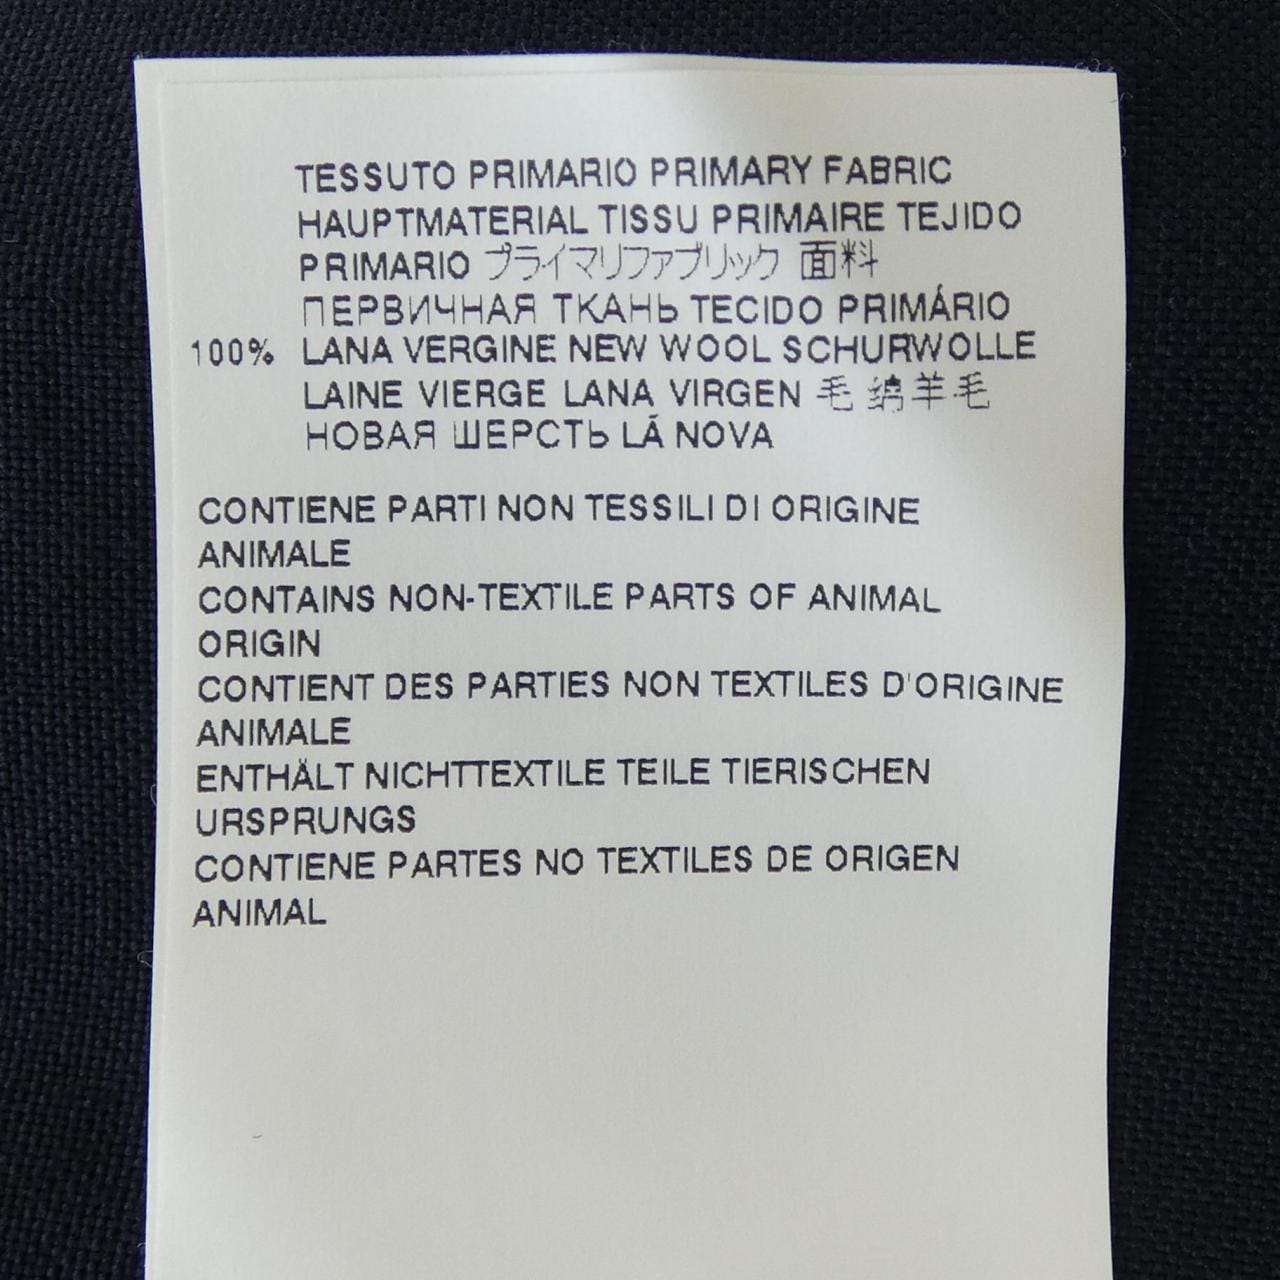 TESSUTO PRIMARIO PRIMARY FABRIC
HAUPTMATERIAL TISSU PRIMAIRE TEJIDO
PRIMARIO プライマリファブリック 面料
ПЕРВИЧНАЯ ТКАНЬ TECIDO PRIMÁRIO
100% LANA VERGINE NEW WOOL SCHURWOLLE
LAINE VIERGE LANA VIRGEN 毛 绵羊毛
НОВАЯ ШЕРСТЬ LÃ NOVA
CONTIENE PARTI NON TESSILI DI ORIGINE
ANIMALE
CONTAINS NON-TEXTILE PARTS OF ANIMAL
ORIGIN
CONTIENT DES PARTIES NON TEXTILES D'ORIGINE
ANIMALE
ENTHÄLT NICHTTEXTILE TEILE TIERISCHEN
URSPRUNGS
CONTIENE PARTES NO TEXTILES DE ORIGEN
ANIMAL